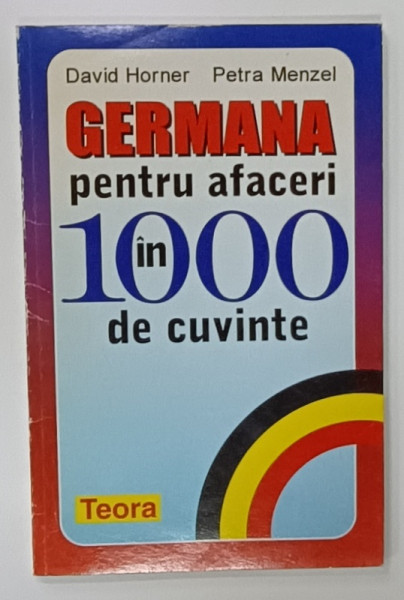 David Horner Petra Menzel
GERMANA
pentru afaceri
în
1000
de cuvinte
Teora